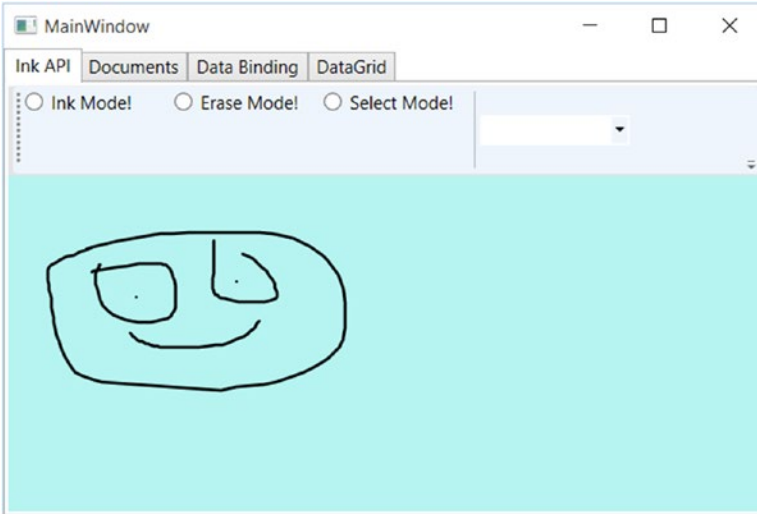 MainWindow
Ink API Documents Data Binding DataGrid
Ink Mode! Erase Mode! Select Mode!